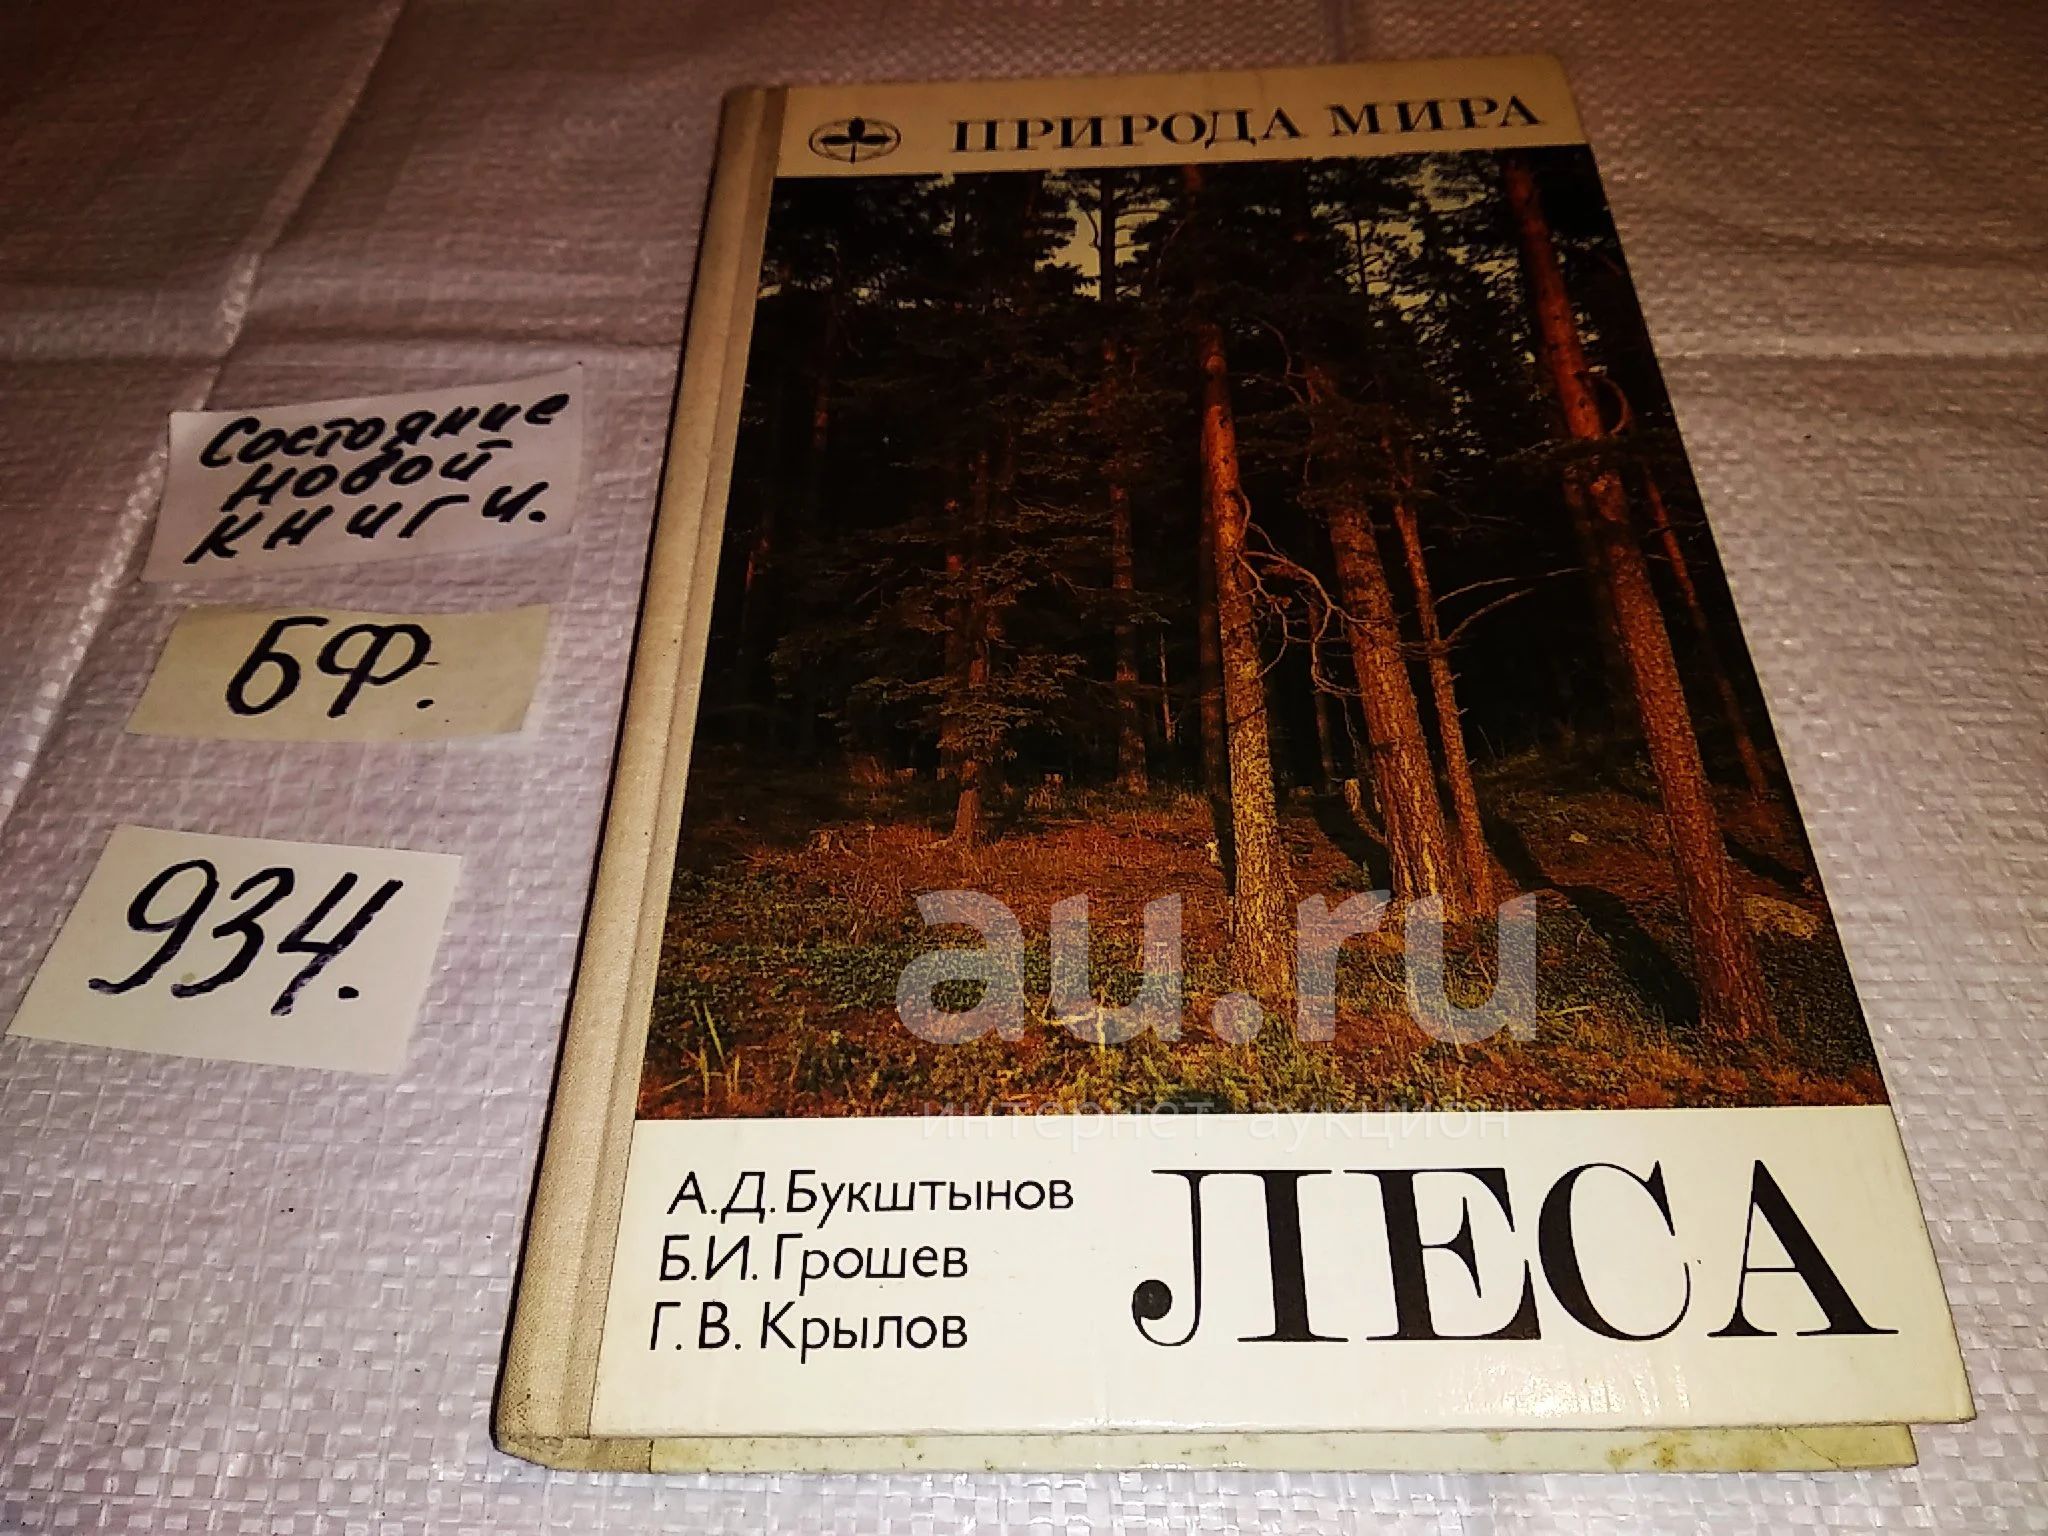 ПРИРОДА МИРА
Состояние
новой
книги.
БФ.
934.
au.ru
интернет-аукцион
А.Д.Букштынов
Б.И.Грошев
Г.В.Крылов
ЛЕСА